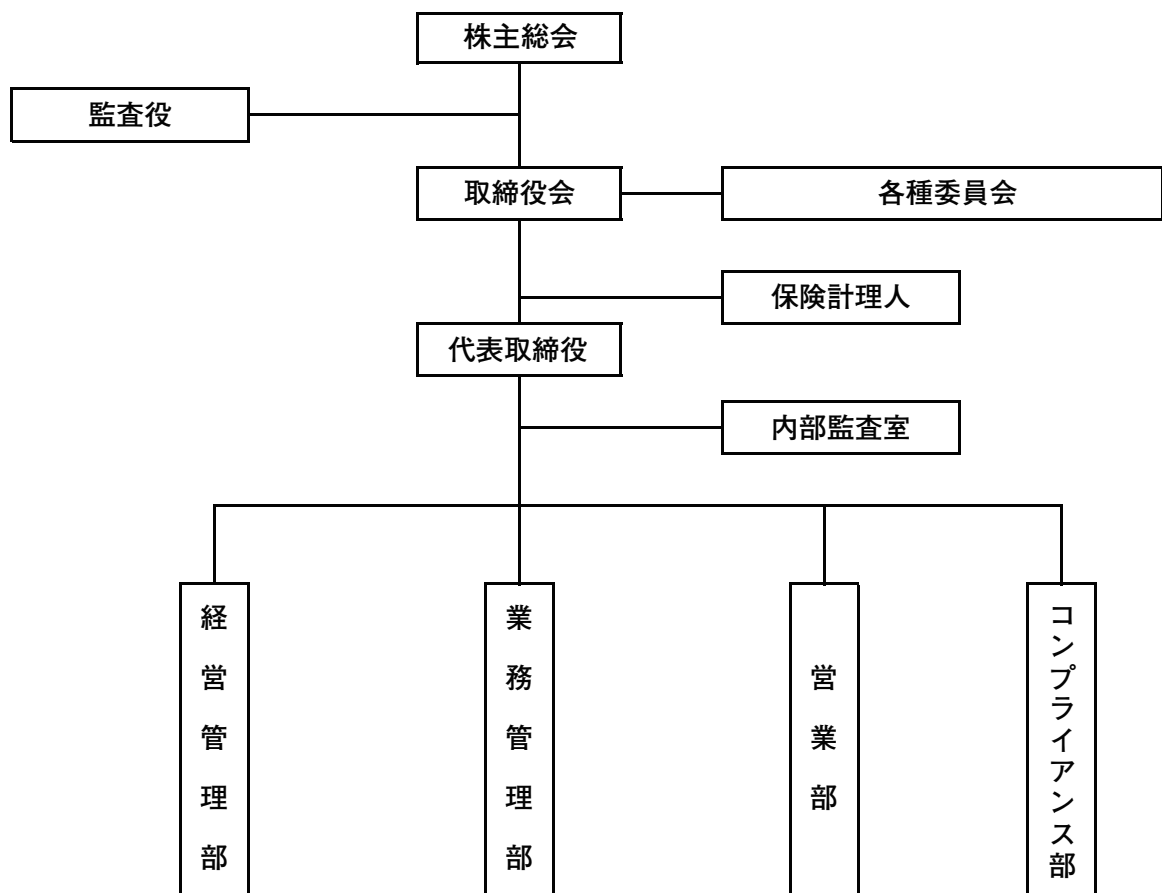 株主総会
監査役
取締役会
各種委員会
保険計理人
代表取締役
内部監査室
経営管理部
業務管理部
営業部
コンプライアンス部